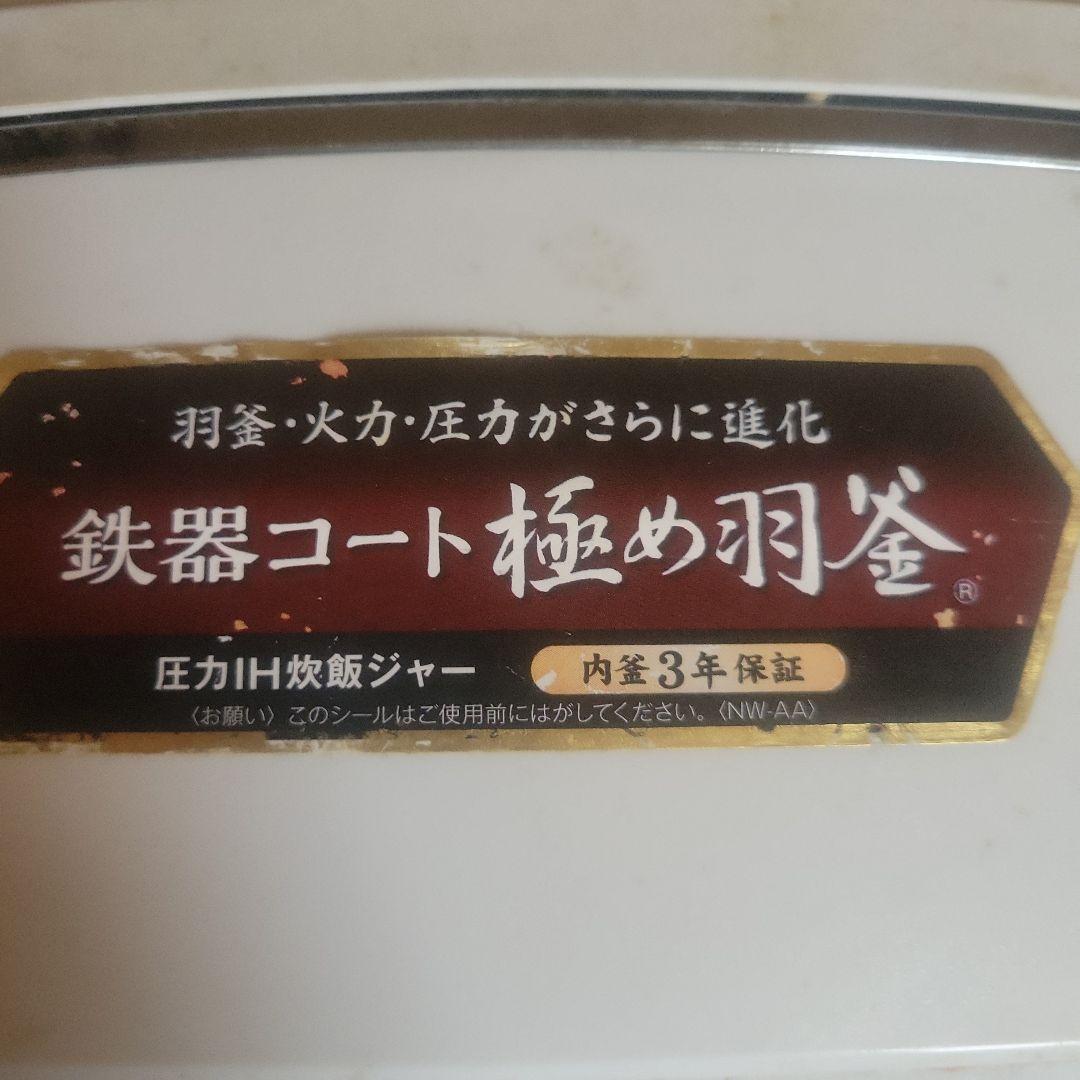 羽釜・火力・圧力がさらに進化
鉄器コート極め羽釜®
圧力IH炊飯ジャー 内釜3年保証
〈お願い〉このシールはご使用前にはがしてください。〈NW-AA〉